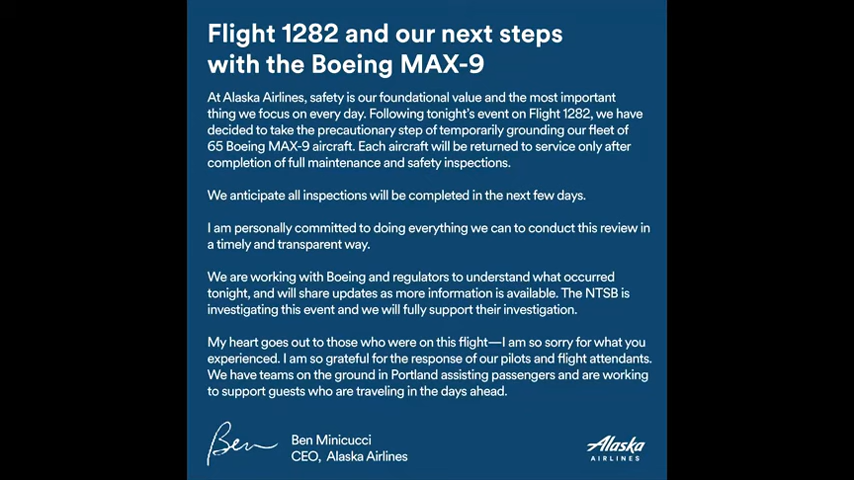 Flight 1282 and our next steps
with the Boeing MAX-9
At Alaska Airlines, safety is our foundational value and the most important
thing we focus on every day. Following tonight's event on Flight 1282, we have
decided to take the precautionary step of temporarily grounding our fleet of
65 Boeing MAX-9 aircraft. Each aircraft will be returned to service only after
completion of full maintenance and safety inspections.
We anticipate all inspections will be completed in the next few days.
I am personally committed to doing everything we can to conduct this review in
a timely and transparent way.
We are working with Boeing and regulators to understand what occurred
tonight, and will share updates as more information is available. The NTSB is
investigating this event and we will fully support their investigation.
My heart goes out to those who were on this flight—I am so sorry for what you
experienced. I am so grateful for the response of our pilots and flight attendants.
We have teams on the ground in Portland assisting passengers and are working
to support guests who are traveling in the days ahead.
Ben
Ben Minicucci
CEO, Alaska Airlines
Alaska
AIRLINES